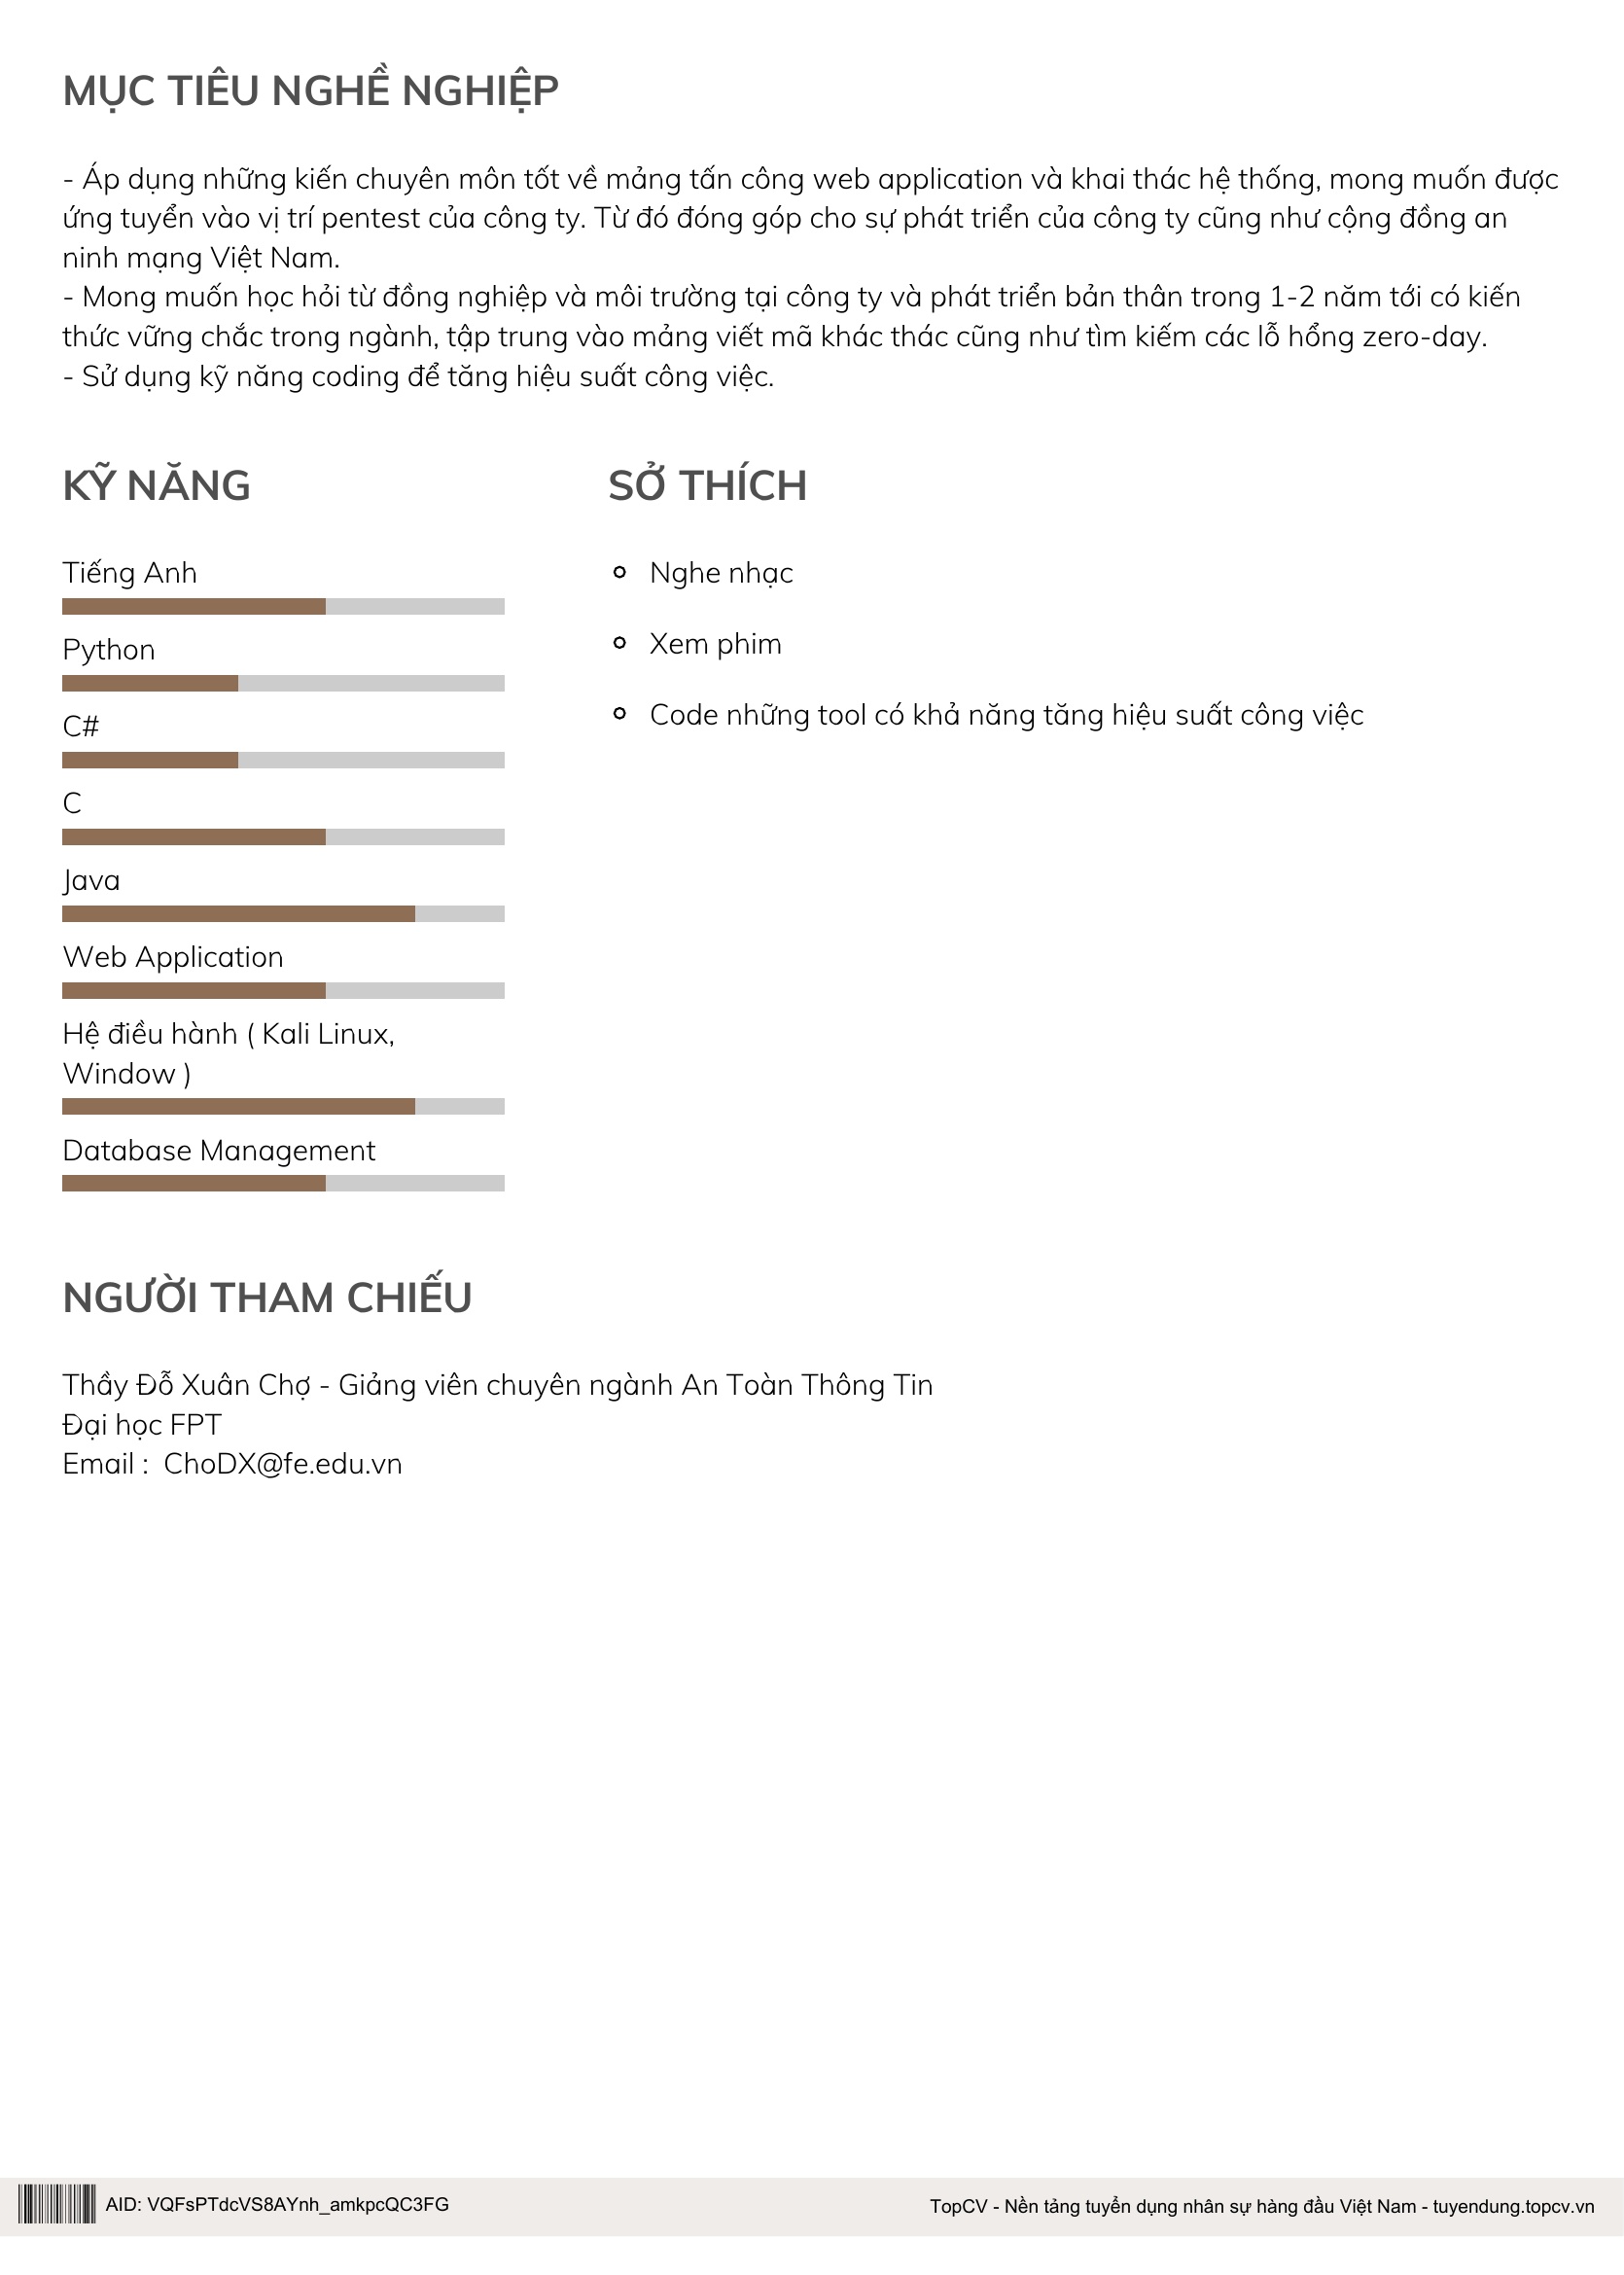 MỤC TIÊU NGHỀ NGHIỆP
- Áp dụng những kiến chuyên môn tốt về mảng tấn công web application và khai thác hệ thống, mong muốn được
ứng tuyển vào vị trí pentest của công ty. Từ đó đóng góp cho sự phát triển của công ty cũng như cộng đồng an
ninh mạng Việt Nam.
- Mong muốn học hỏi từ đồng nghiệp và môi trường tại công ty và phát triển bản thân trong 1-2 năm tới có kiến
thức vững chắc trong ngành, tập trung vào mảng viết mã khác thác cũng như tìm kiếm các lỗ hổng zero-day.
- Sử dụng kỹ năng coding để tăng hiệu suất công việc.
KỸ NĂNG
Tiếng Anh
Python
C#
C
Java
Web Application
Hệ điều hành ( Kali Linux,
Window )
Database Management
SỞ THÍCH
Nghe nhạc
Xem phim
Code những tool có khả năng tăng hiệu suất công việc
NGƯỜI THAM CHIẾU
Thầy Đỗ Xuân Chợ - Giảng viên chuyên ngành An Toàn Thông Tin
Đại học FPT
Email :  ChoDX@fe.edu.vn
AID: VQFsPTdcVS8AYnh_amkpcQC3FG
TopCV - Nền tảng tuyển dụng nhân sự hàng đầu Việt Nam - tuyendung.topcv.vn